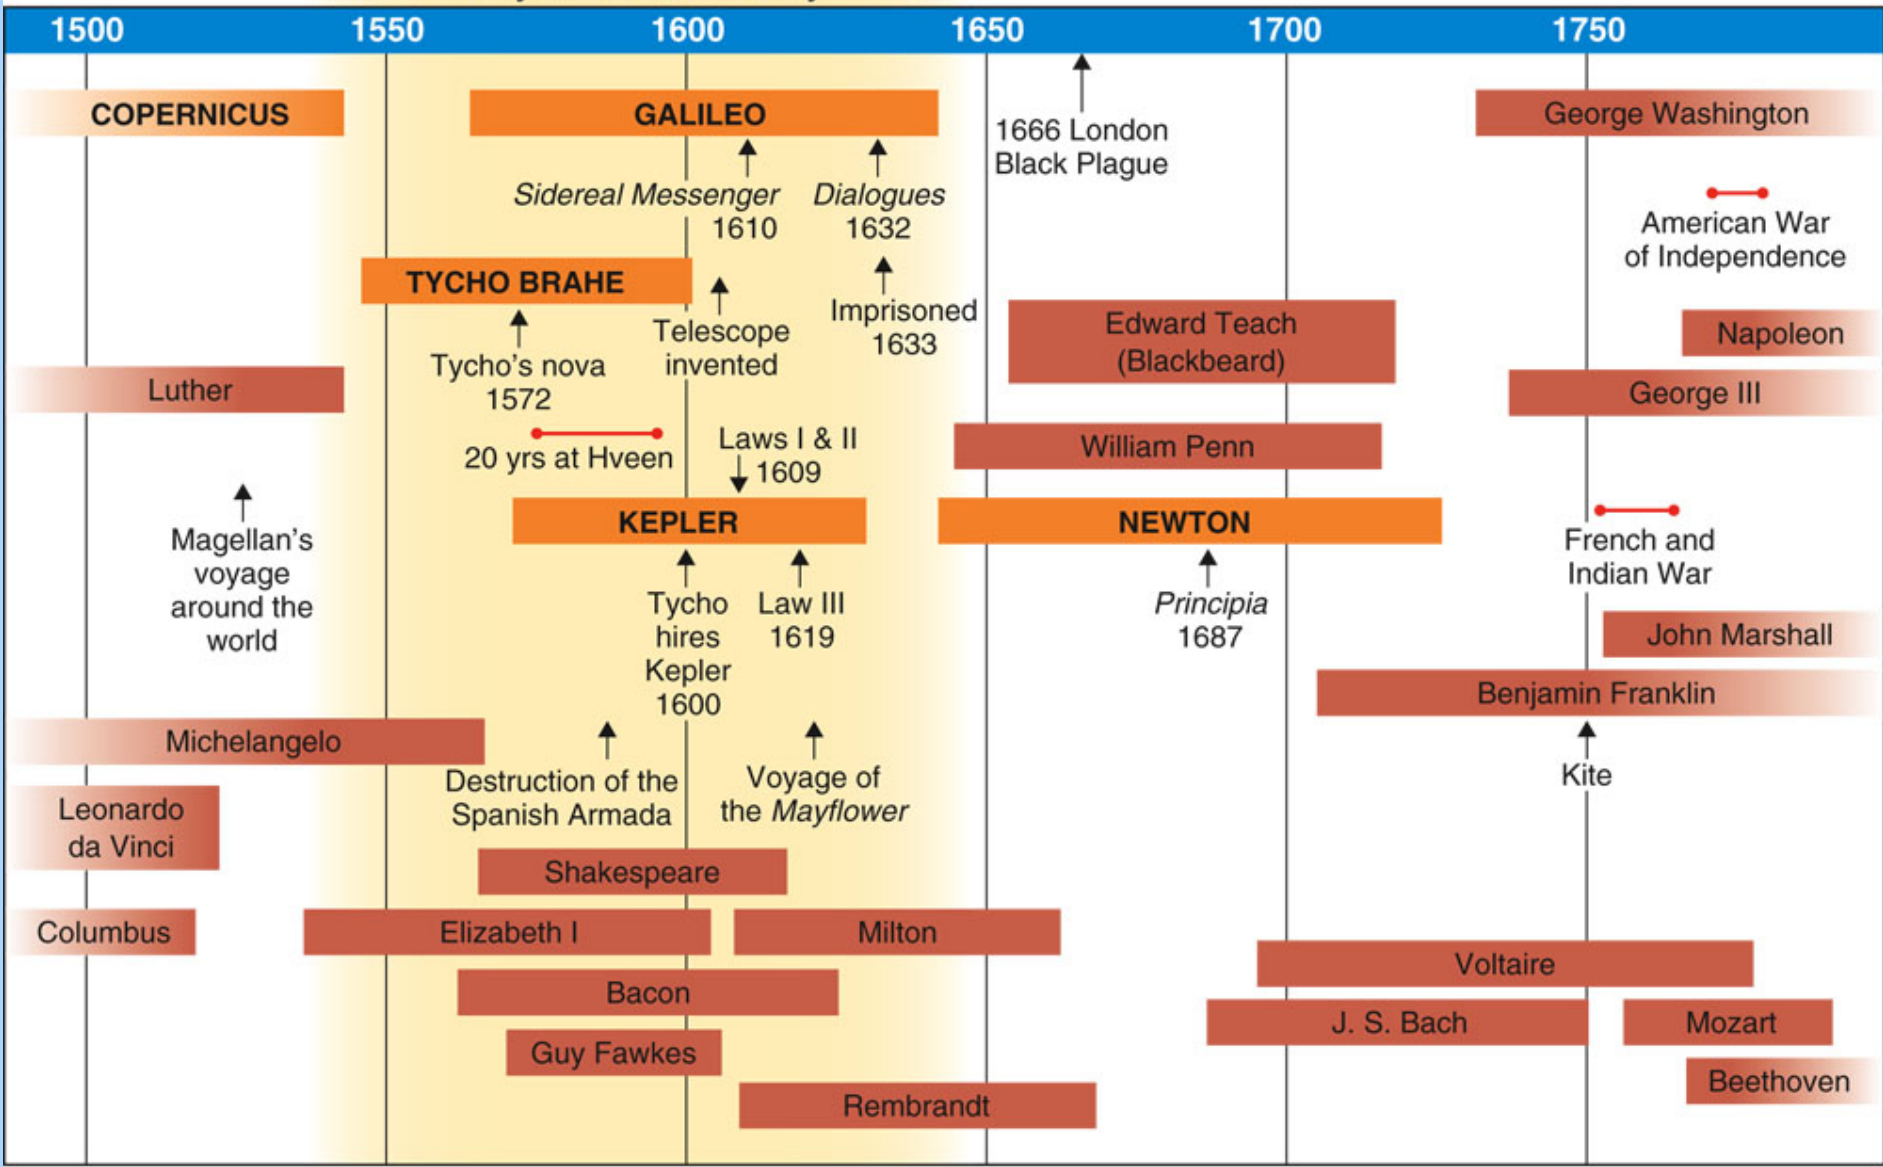 1500 1550 1600 1650 1700 1750
COPERNICUS
GALILEO
1666 London
Black Plague
George Washington
Sidereal Messenger
1610
Dialogues
1632
American War
of Independence
TYCHO BRAHE
Telescope
invented
Imprisoned
1633
Edward Teach
(Blackbeard)
Napoleon
Tycho's nova
1572
Luther
George III
20 yrs at Hveen
Laws I & II
1609
William Penn
KEPLER
NEWTON
Magellan's
voyage
around the
world
French and
Indian War
Tycho
hires
Kepler
1600
Law III
1619
Principia
1687
John Marshall
Benjamin Franklin
Michelangelo
Destruction of the
Spanish Armada
Voyage of
the Mayflower
Kite
Leonardo
da Vinci
Shakespeare
Columbus
Elizabeth I
Milton
Voltaire
Bacon
J. S. Bach
Mozart
Guy Fawkes
Beethoven
Rembrandt